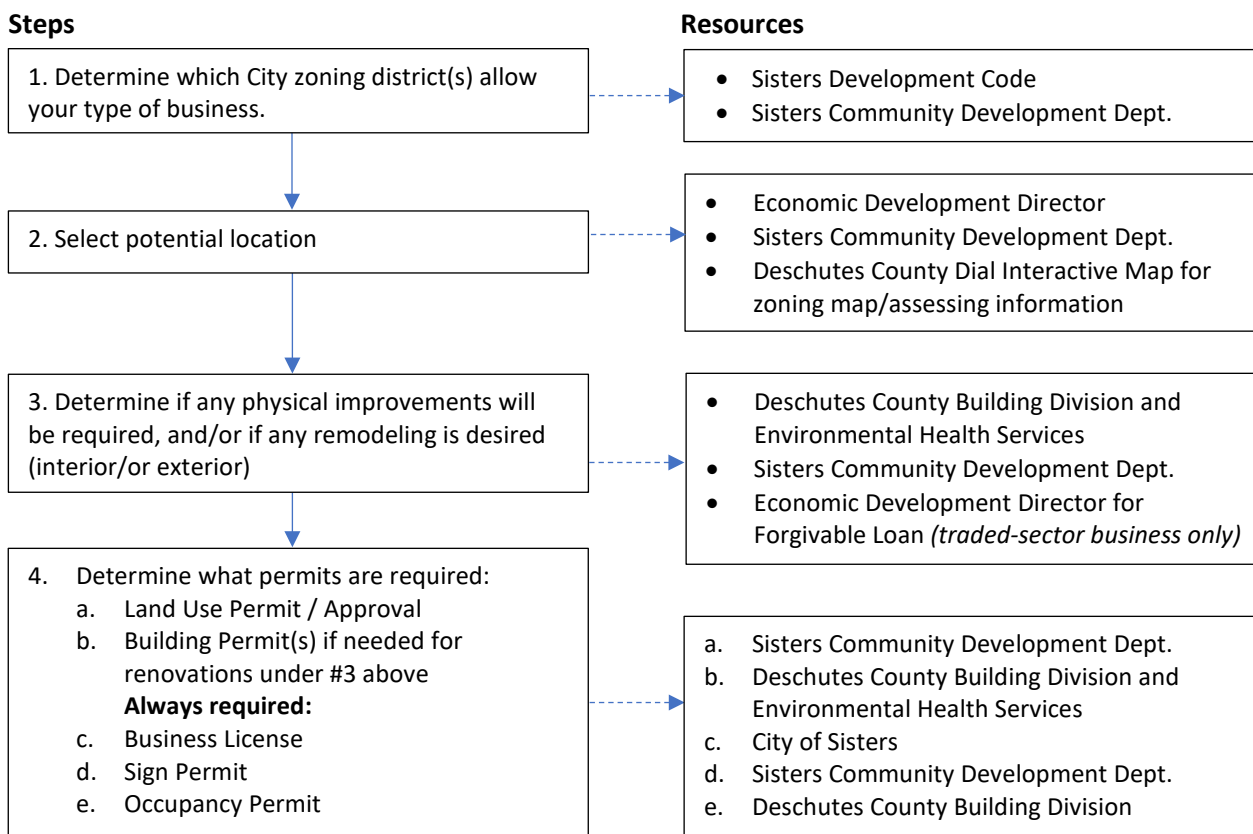 Steps
Resources
1. Determine which City zoning district(s) allow
your type of business.
• Sisters Development Code
• Sisters Community Development Dept.
2. Select potential location
• Economic Development Director
• Sisters Community Development Dept.
• Deschutes County Dial Interactive Map for
zoning map/assessing information
3. Determine if any physical improvements will
be required, and/or if any remodeling is desired
(interior/or exterior)
• Deschutes County Building Division and
Environmental Health Services
• Sisters Community Development Dept.
• Economic Development Director for
Forgivable Loan (traded-sector business only)
4. Determine what permits are required:
a. Land Use Permit / Approval
b. Building Permit(s) if needed for
renovations under #3 above
Always required:
c. Business License
d. Sign Permit
e. Occupancy Permit
a. Sisters Community Development Dept.
b. Deschutes County Building Division and
Environmental Health Services
c. City of Sisters
d. Sisters Community Development Dept.
e. Deschutes County Building Division